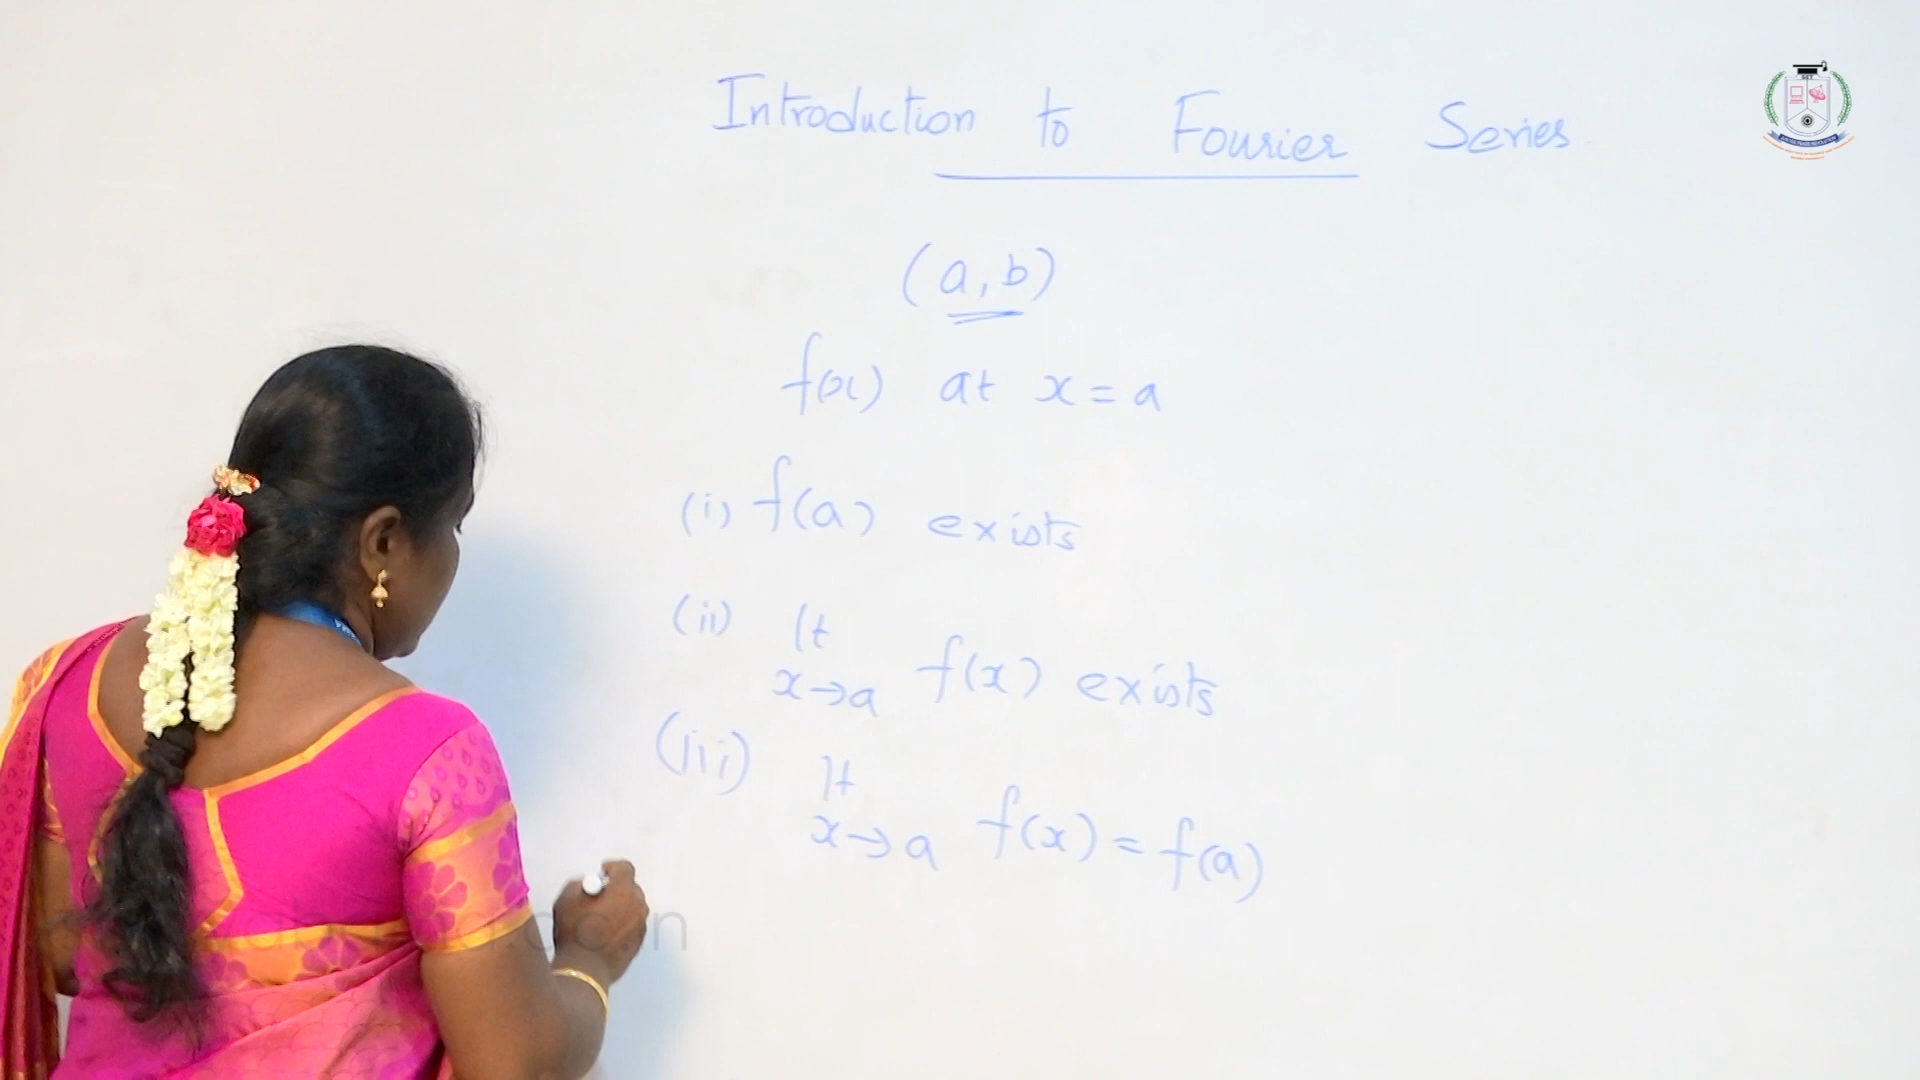 Introduction to Fourier Series
(a, b)
f(x) at x = a
(i) f(a) exists
(ii) lt
x→a f(x) exists
(iii) lt
x→a f(x) = f(a)